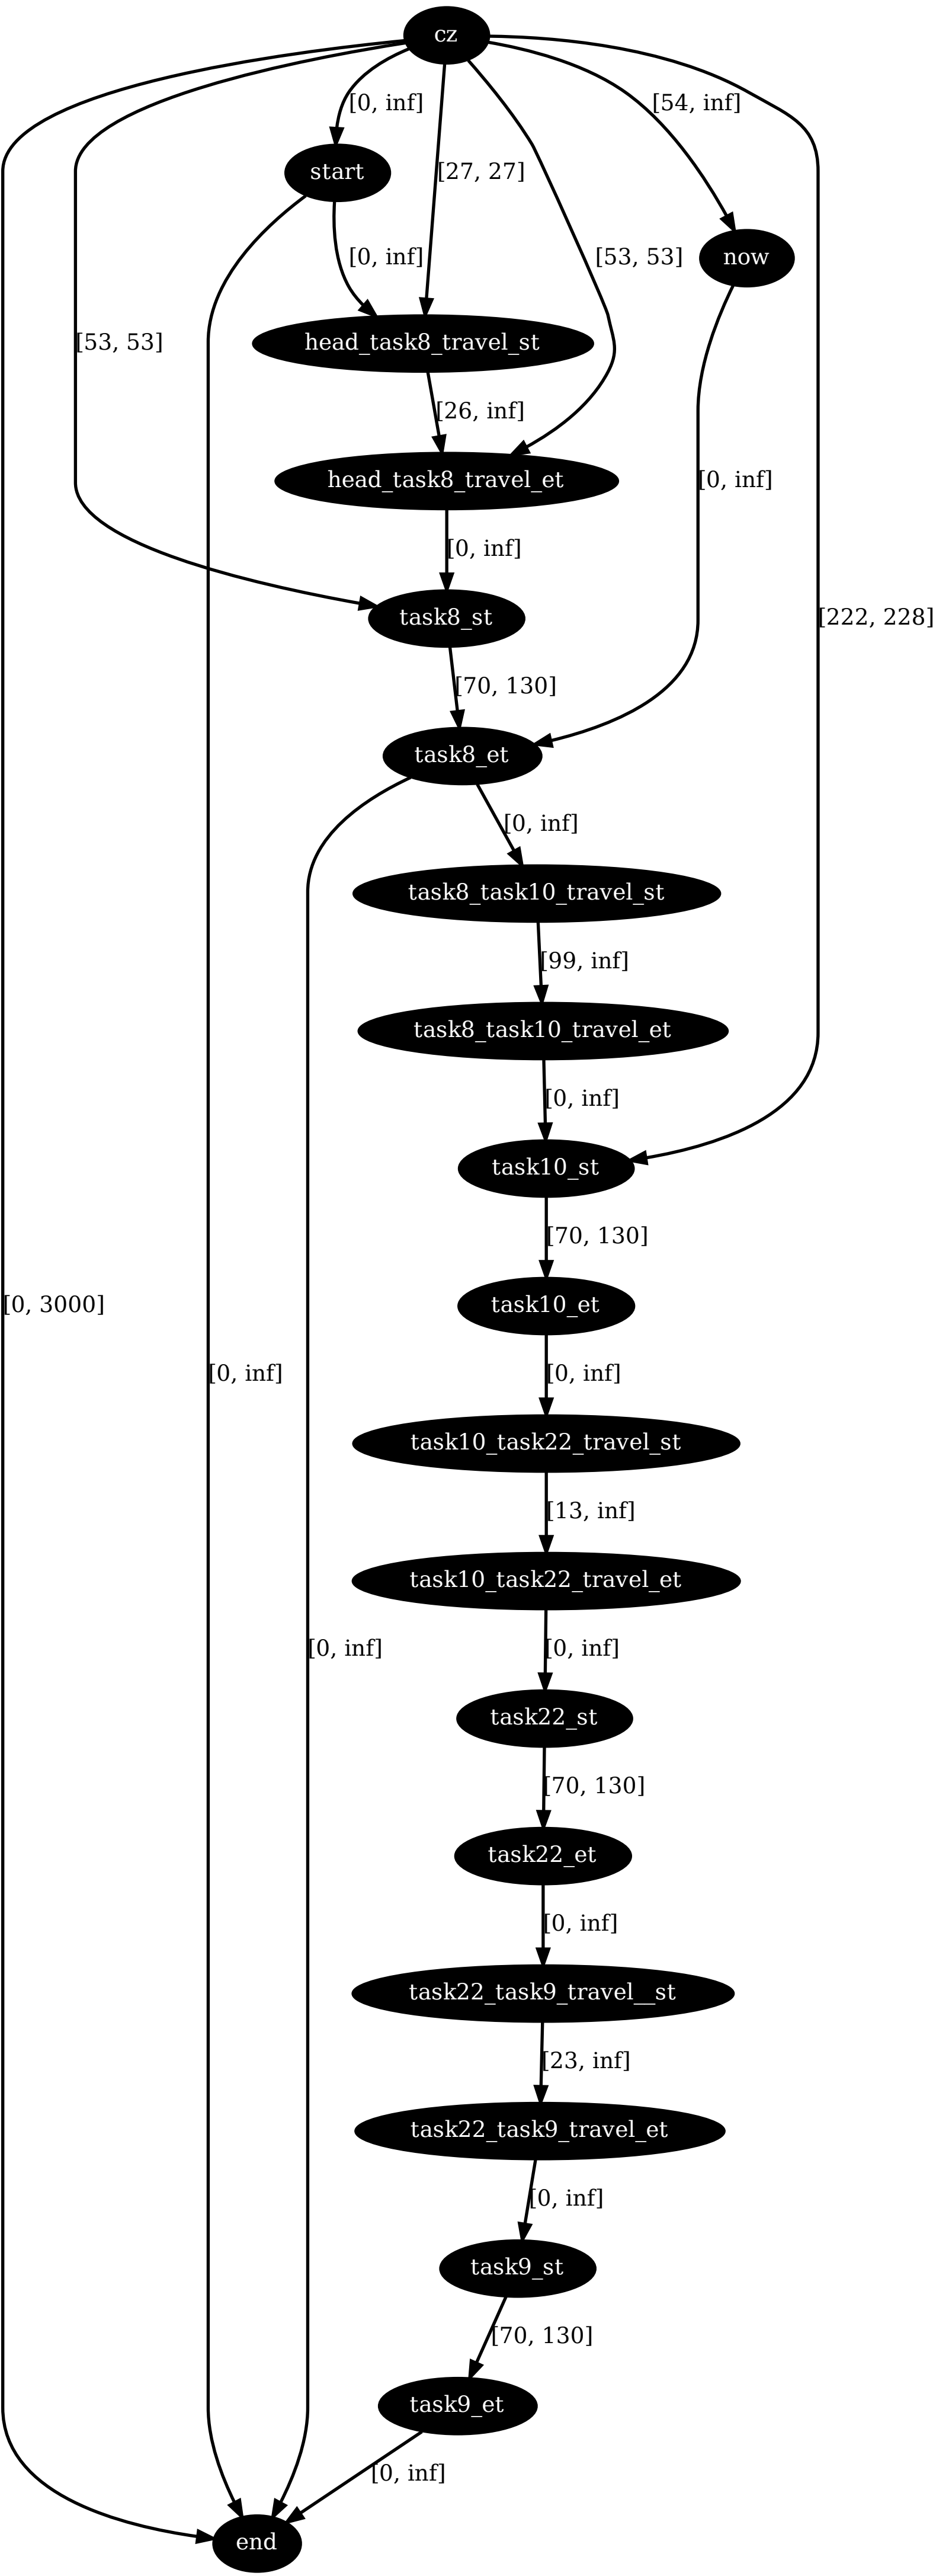 cz
[0, inf]
[54, inf]
start
[27, 27]
now
[0, inf]
[53, 53]
[53, 53]
head_task8_travel_st
[26, inf]
head_task8_travel_et
[0, inf]
[0, inf]
task8_st
[222, 228]
[70, 130]
task8_et
[0, inf]
task8_task10_travel_st
[99, inf]
task8_task10_travel_et
[0, inf]
task10_st
[70, 130]
[0, 3000]
task10_et
[0, inf]
[0, inf]
task10_task22_travel_st
[13, inf]
task10_task22_travel_et
[0, inf]
[0, inf]
task22_st
[70, 130]
task22_et
[0, inf]
task22_task9_travel__st
[23, inf]
task22_task9_travel_et
[0, inf]
task9_st
[70, 130]
task9_et
[0, inf]
end